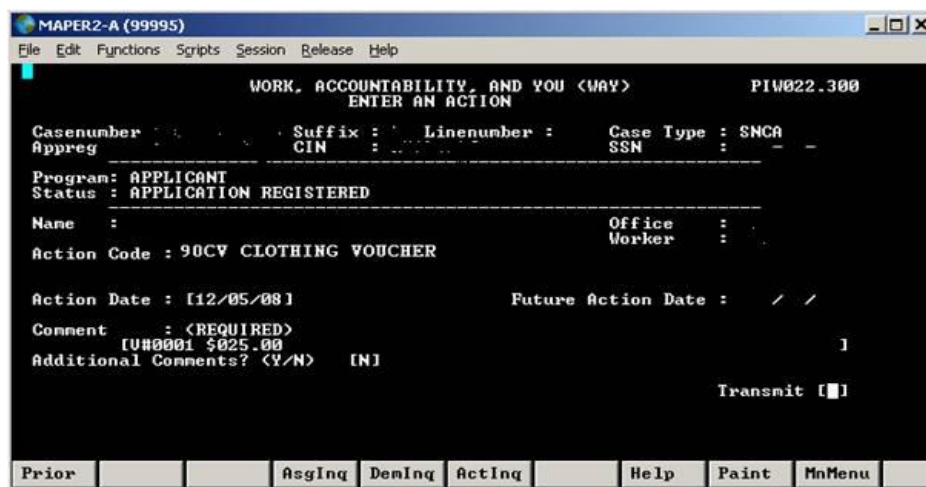 MAPER2-A (99995)
File Edit Functions Scripts Session Release Help
WORK, ACCOUNTABILITY, AND YOU <WAY> PIW022.300
ENTER AN ACTION
Casenumber Suffix : Linenumber : Case Type : SNCA
Appreg CIN : SSN : - -
Program: APPLICANT
Status : APPLICATION REGISTERED
Name : Office :
Worker :
Action Code : 90CV CLOTHING VOUCHER
Action Date : [12/05/08] Future Action Date : / /
Comment : <REQUIRED>
[V#0001 $025.00 ]
Additional Comments? <Y/N> [N]
Transmit [ ]
Prior AsgInq DemInq ActInq Help Paint MnMenu